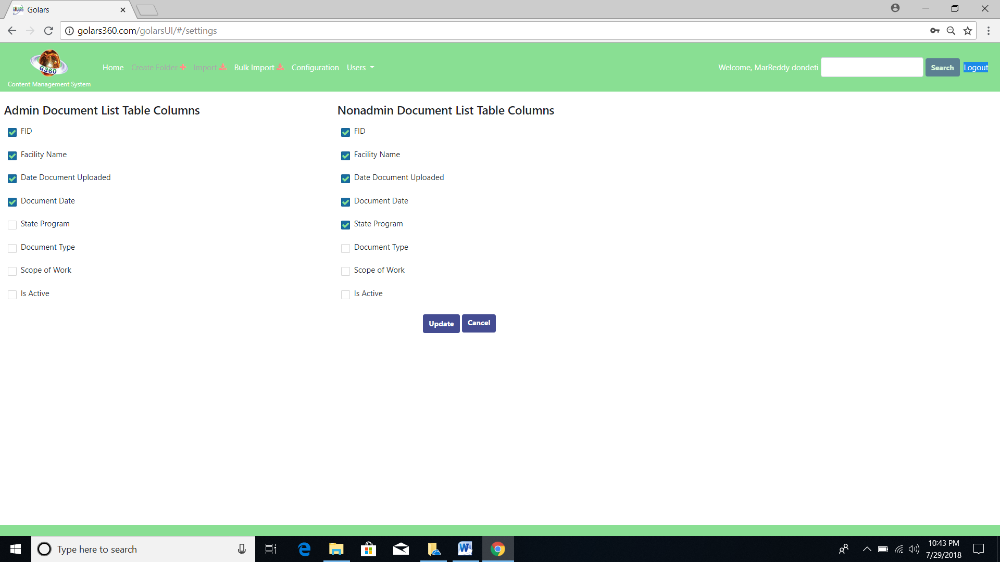 Golars
golars360.com/golarsUI/#/settings
G360
Content Management System
Home Create Folder Import Bulk Import Configuration Users
Welcome, MarReddy dondeti Search Logout
Admin Document List Table Columns
FID
Facility Name
Date Document Uploaded
Document Date
State Program
Document Type
Scope of Work
Is Active
Nonadmin Document List Table Columns
FID
Facility Name
Date Document Uploaded
Document Date
State Program
Document Type
Scope of Work
Is Active
Update Cancel
Type here to search
10:43 PM
7/29/2018